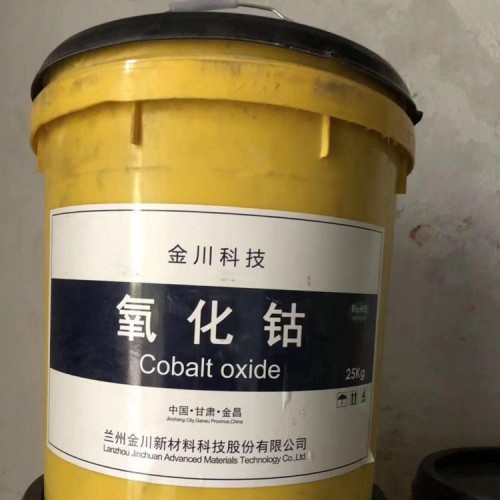 金川科技
氧化钴
RoHS
Cobalt oxide
25Kg
中国·甘肃·金昌
Jinchang City,Gansu Province,China
兰州金川新材料科技股份有限公司
Lanzhou Jinchuan Advanced Materials Technology Co.,Ltd.